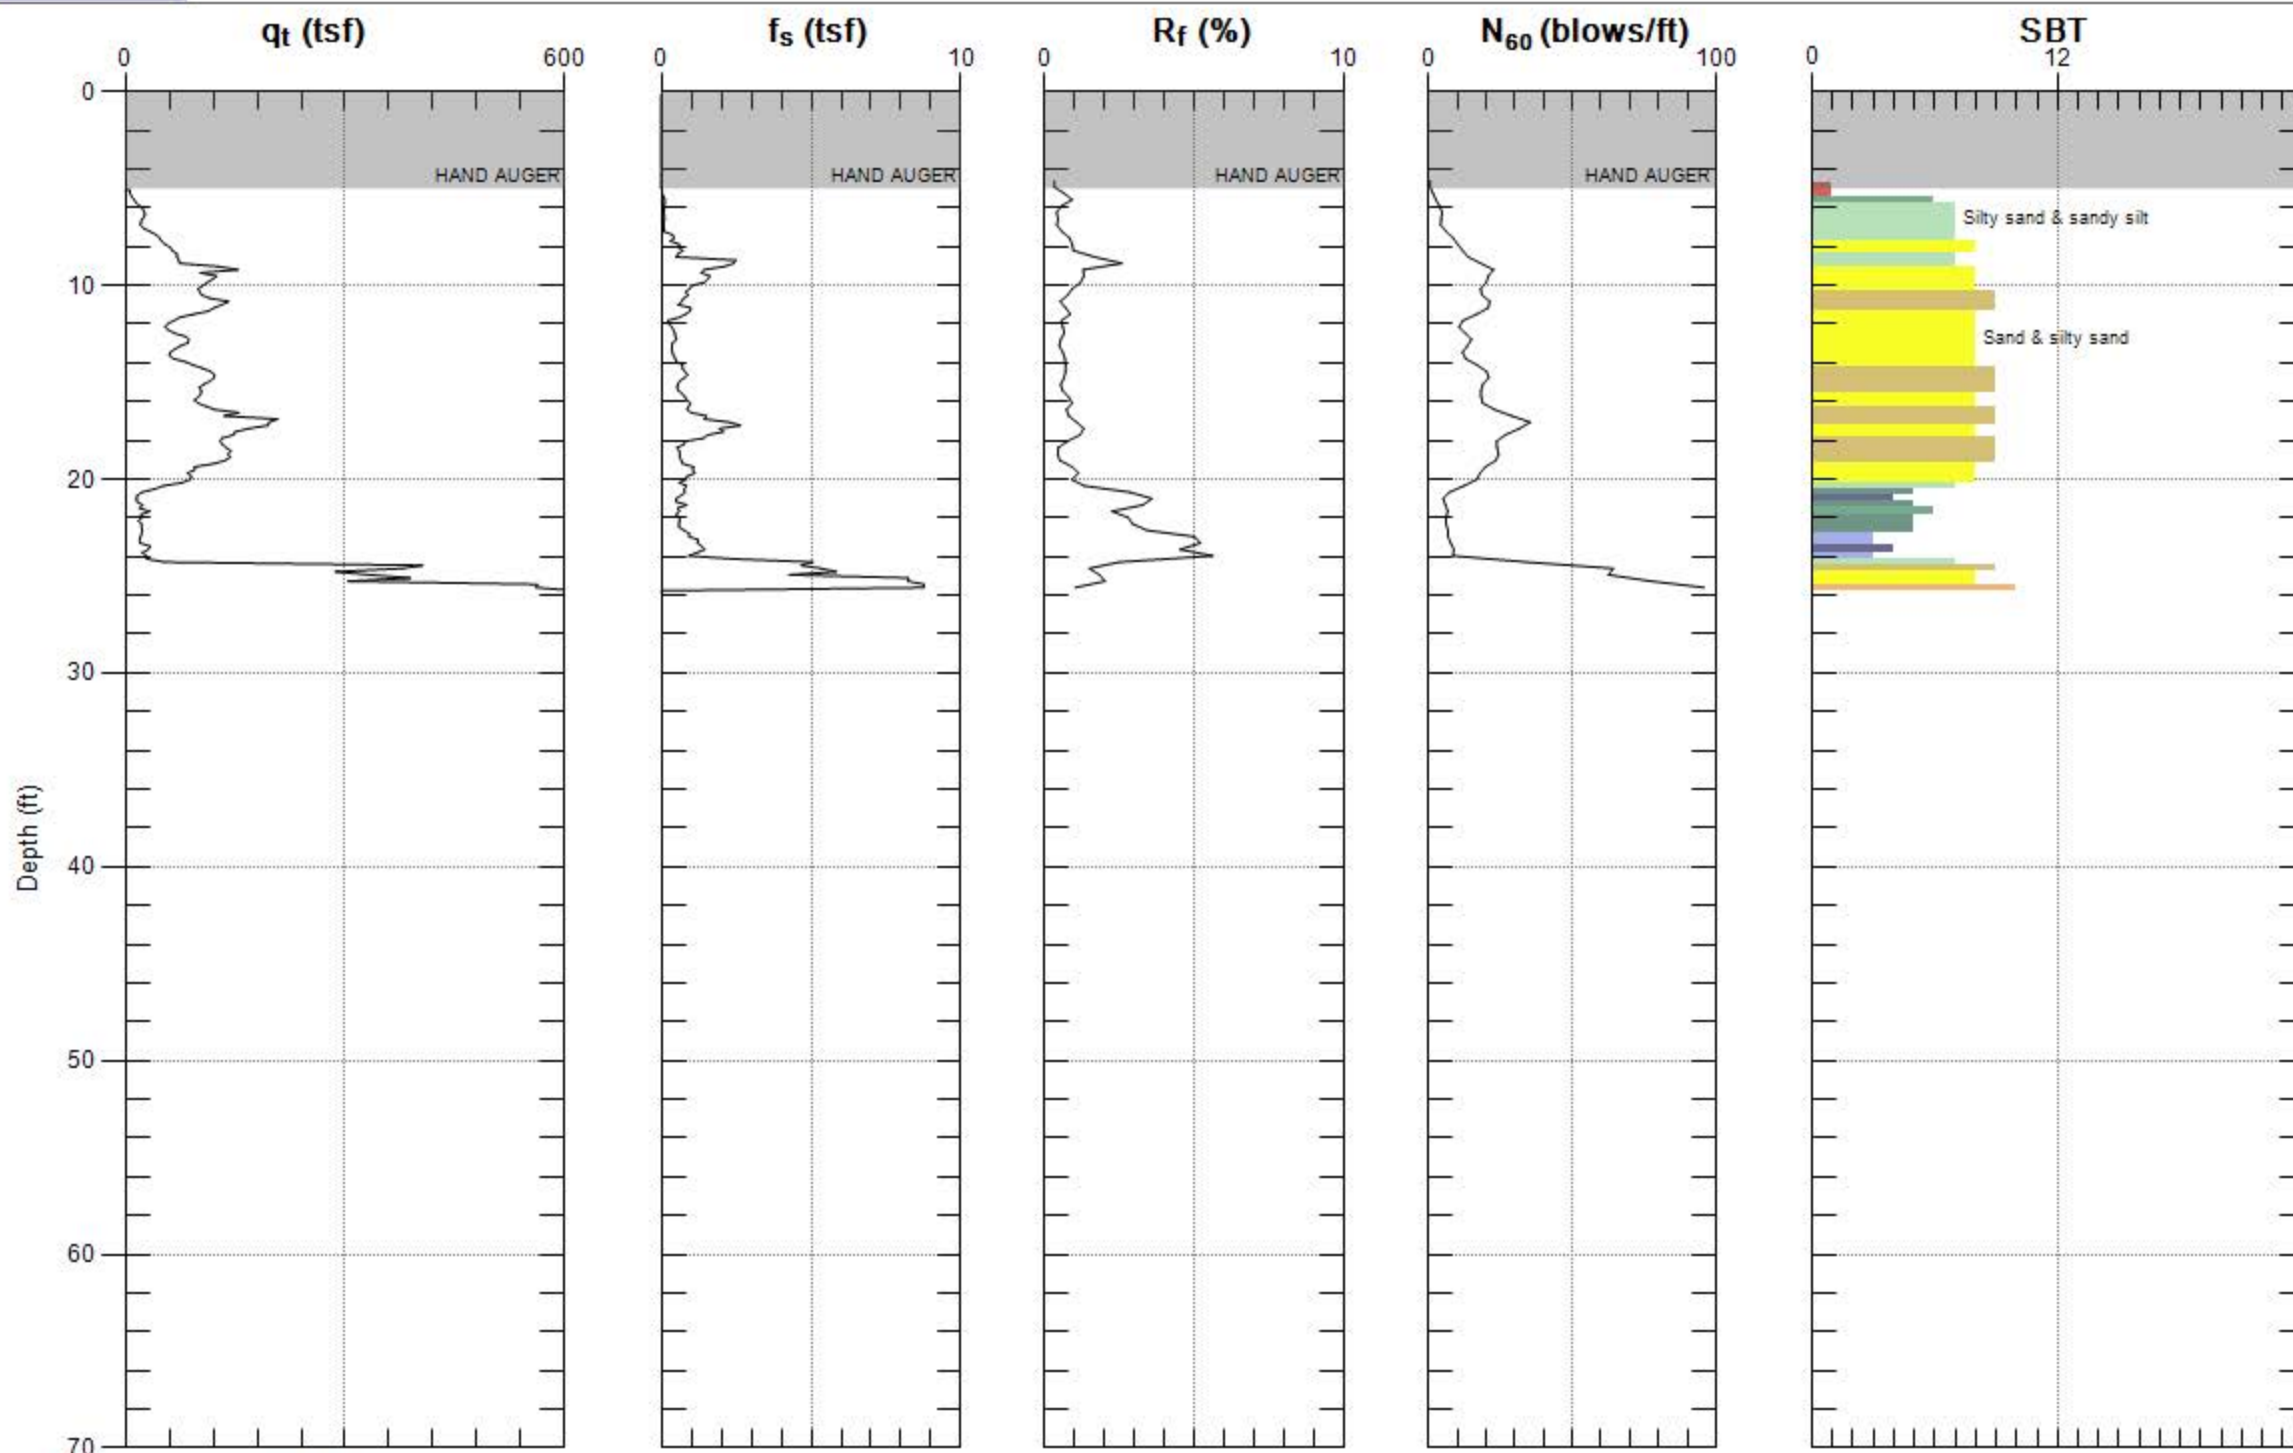 qt (tsf) fs (tsf) Rf (%) N60 (blows/ft) SBT
0 600 0 10 0 10 0 100 0 12
0
HAND AUGER HAND AUGER HAND AUGER HAND AUGER
Silty sand & sandy silt
10
Sand & silty sand
20
30
Depth (ft)
40
50
60
70